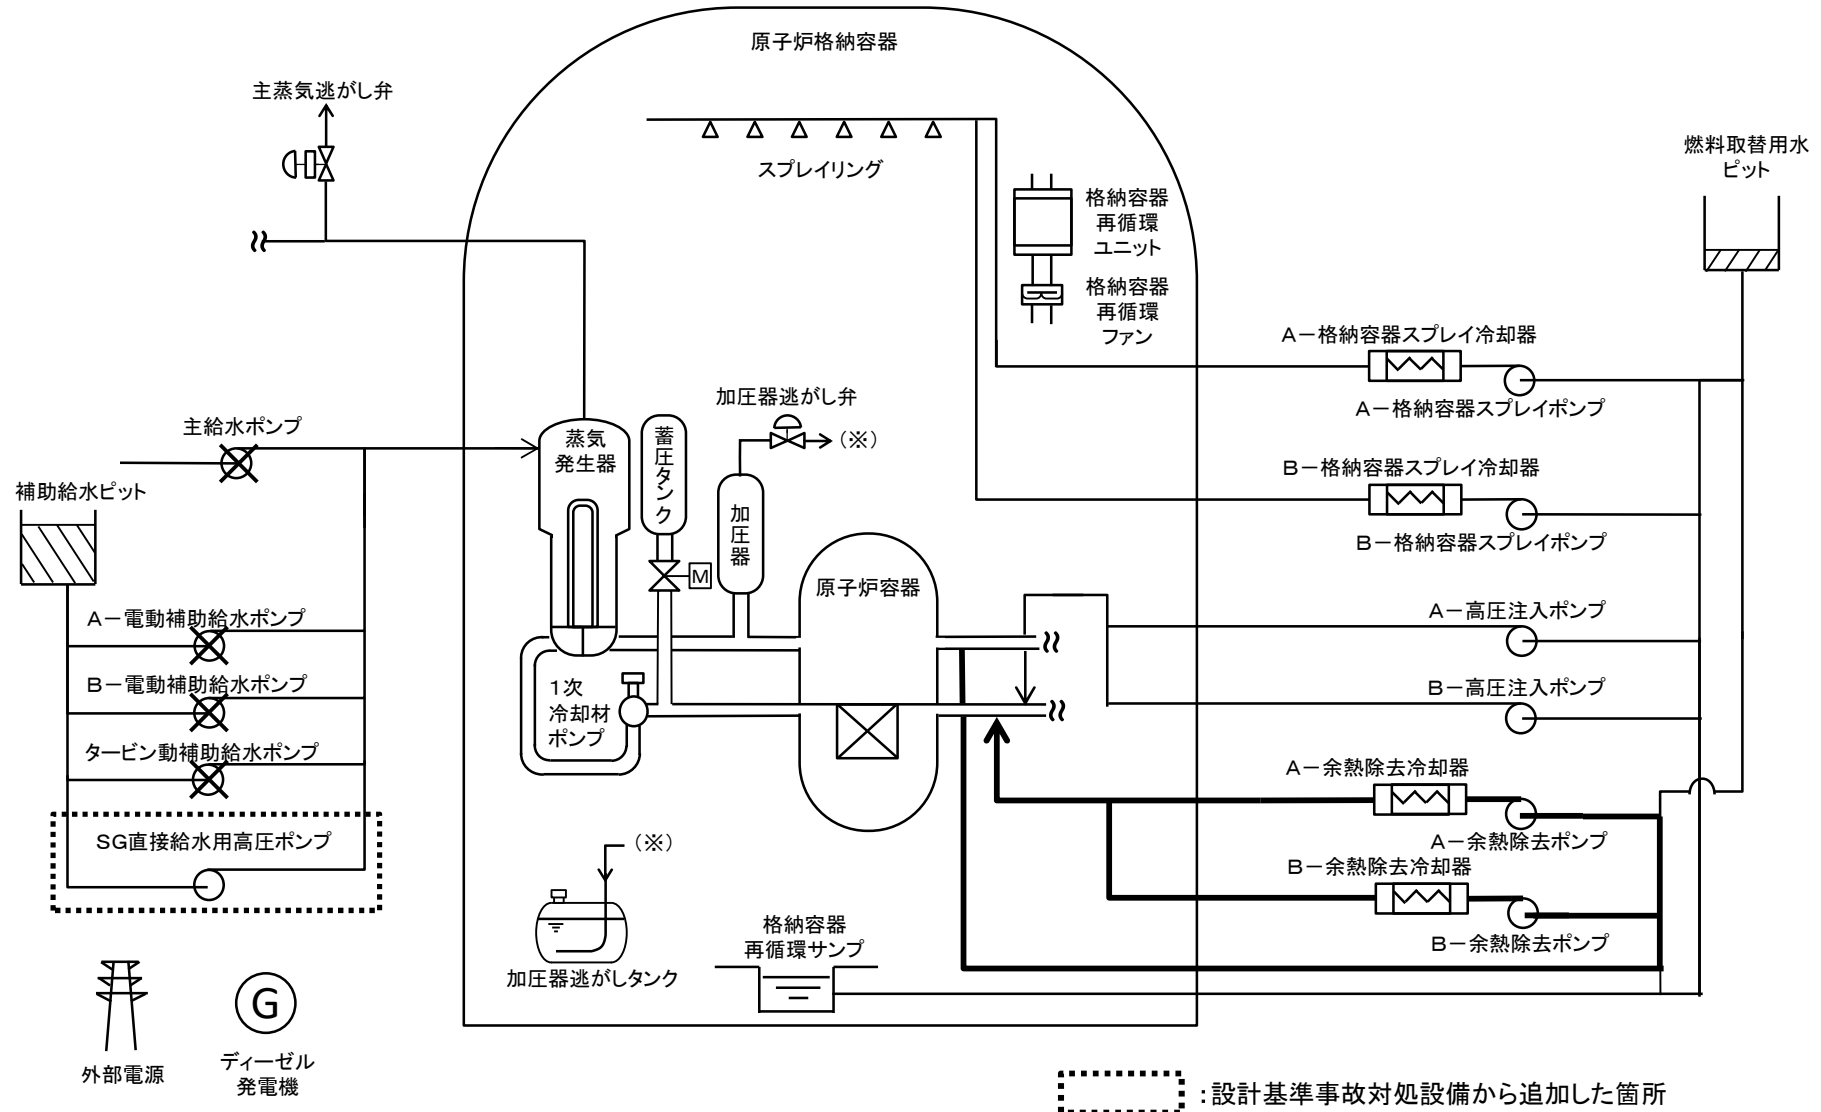 原子炉格納容器
主蒸気逃がし弁
スプレイリング
燃料取替用水
ピット
格納容器
再循環
ユニット
格納容器
再循環
ファン
A－格納容器スプレイ冷却器
A－格納容器スプレイポンプ
加圧器逃がし弁
(※)
主給水ポンプ
蒸気
発生器
蓄圧タンク
B－格納容器スプレイ冷却器
補助給水ピット
加圧器
B－格納容器スプレイポンプ
M
原子炉容器
A－電動補助給水ポンプ
A－高圧注入ポンプ
B－電動補助給水ポンプ
1次
冷却材
ポンプ
B－高圧注入ポンプ
タービン動補助給水ポンプ
A－余熱除去冷却器
SG直接給水用高圧ポンプ
(※)
A－余熱除去ポンプ
B－余熱除去冷却器
格納容器
再循環サンプ
B－余熱除去ポンプ
加圧器逃がしタンク
G
外部電源
ディーゼル
発電機
:設計基準事故対処設備から追加した箇所